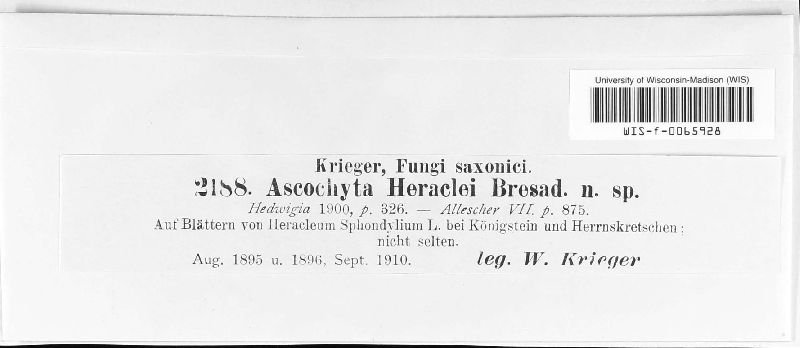 University of Wisconsin-Madison (WIS)
WIS-f-0065928
Krieger, Fungi saxonici.
2188. Ascochyta Heraclei Bresad. n. sp.
Hedwigia 1900, p. 326. — Allescher VII, p. 875.
Auf Blättern von Heracleum Sphondylium L. bei Königstein und Herrnskretschen;
nicht selten.
Aug. 1895 u. 1896, Sept. 1910. leg. W. Krieger